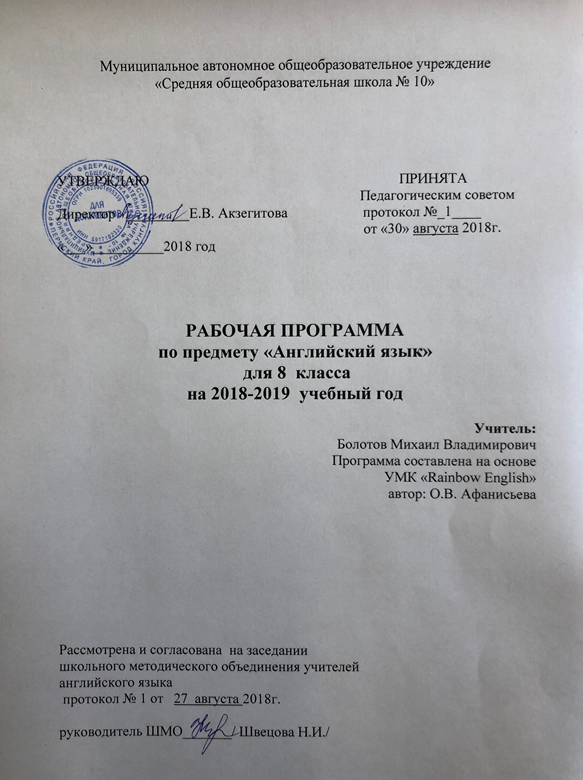 Муниципальное автономное общеобразовательное учреждение
«Средняя общеобразовательная школа № 10»
УТВЕРЖДАЮ
Директор Е.В. Акзегитова
2018 год
ПРИНЯТА
Педагогическим советом
протокол №_1____
от «30» августа 2018г.
РАБОЧАЯ ПРОГРАММА
по предмету «Английский язык»
для 8 класса
на 2018-2019 учебный год
Учитель:
Болотов Михаил Владимирович
Программа составлена на основе
УМК «Rainbow English»
автор: О.В. Афанисьева
Рассмотрена и согласована на заседании
школьного методического объединения учителей
английского языка
протокол № 1 от 27 августа 2018г.
руководитель ШМО / Швецова Н.И./